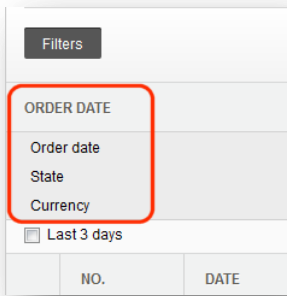 Filters
ORDER DATE
Order date
State
Currency
Last 3 days
NO. DATE